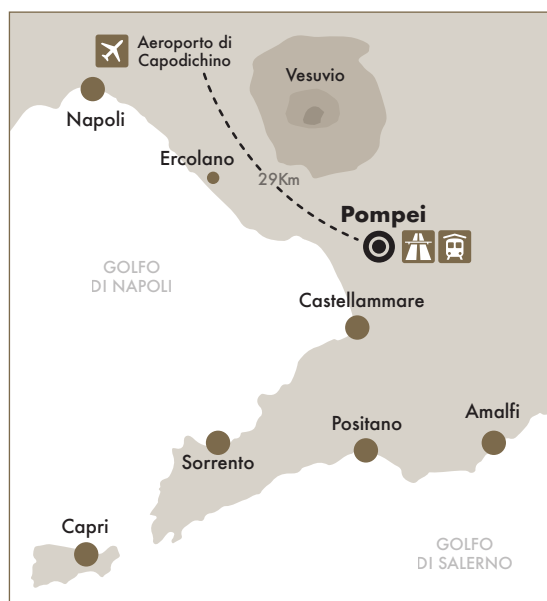 Aeroporto di
Capodichino
Vesuvio
Napoli
Ercolano
29Km
Pompei
GOLFO
DI NAPOLI
Castellammare
Positano
Amalfi
Sorrento
Capri
GOLFO
DI SALERNO